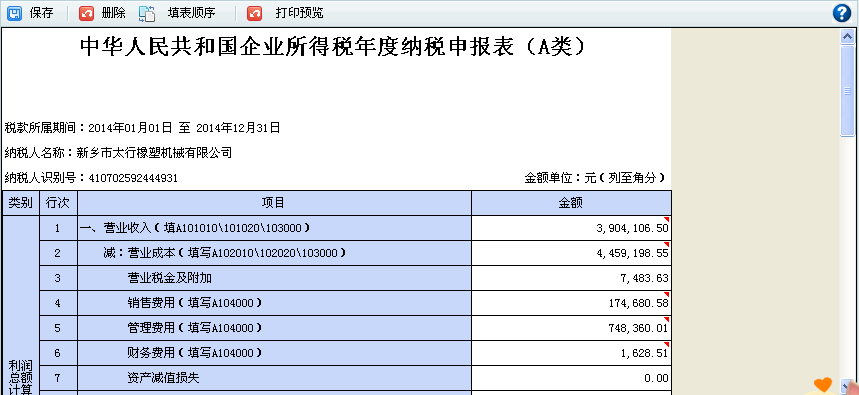 保存 删除 填表顺序 打印预览 ?
中华人民共和国企业所得税年度纳税申报表（A类）
税款所属期间：2014年01月01日 至 2014年12月31日
纳税人名称：新乡市太行橡塑机械有限公司
纳税人识别号：410702592444931 金额单位：元（列至角分）
类别 行次 项目 金额
1 一、营业收入（填A101010\101020\103000） 3,904,106.50
2 减：营业成本（填写A102010\102020\103000） 4,459,198.55
3 营业税金及附加 7,483.63
4 销售费用（填写A104000） 174,680.58
5 管理费用（填写A104000） 748,360.01
6 财务费用（填写A104000） 1,628.51
利润
总额
计算
7 资产减值损失 0.00